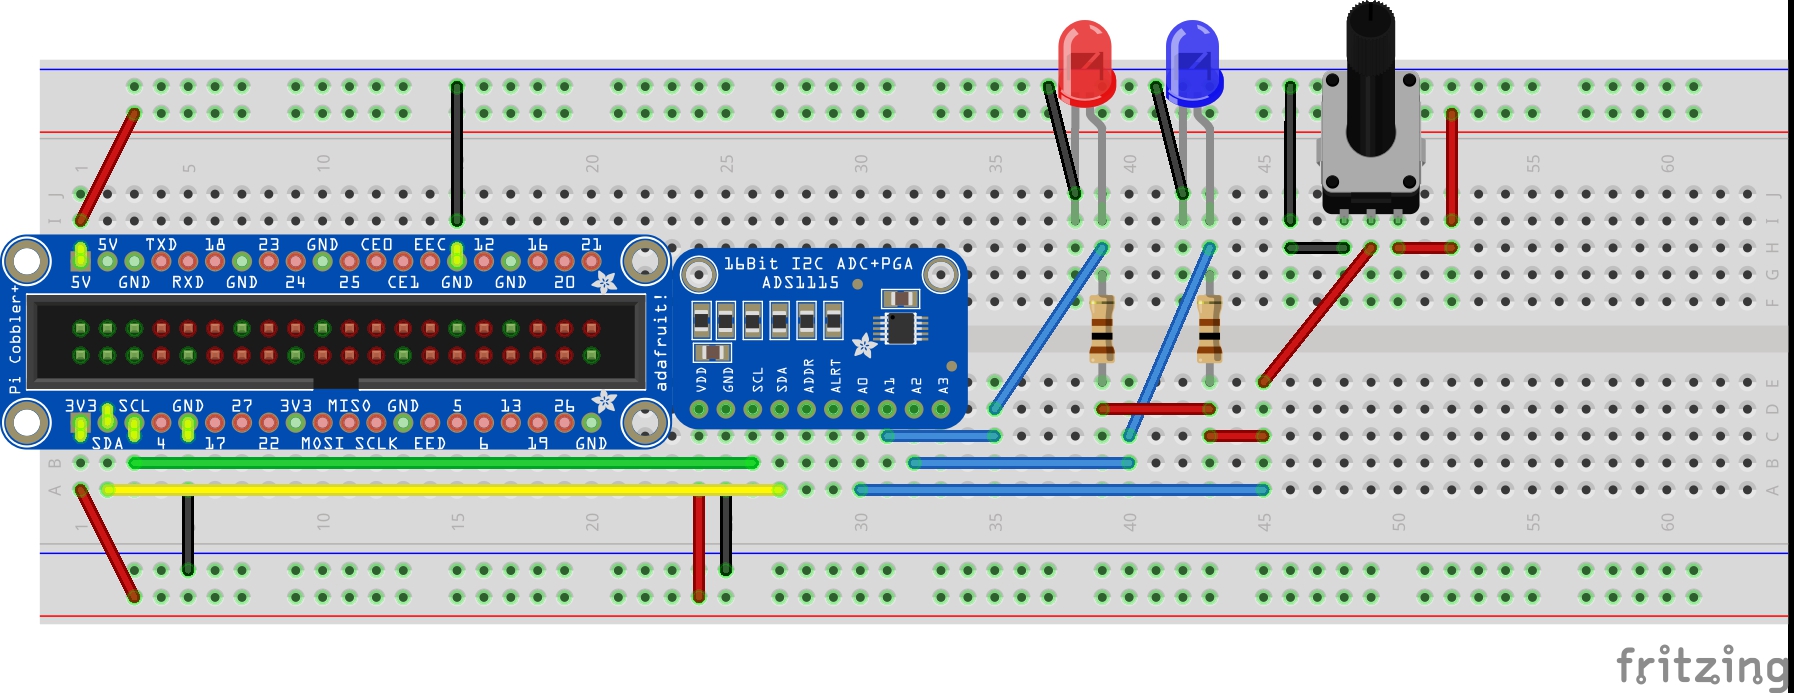 1 5 10 15 20 25 30 35 40 45 55 60
J J
I I
5V TXD 18 23 GND CE0 EEC 12 16 21
H
5V GND RXD GND 24 25 CE1 GND GND 20
16Bit I2C ADC+PGA
ADS1115
G
F
Pi Cobbler+
adafruit!
VDD GND SCL SDA ADDR ALRT A0 A1 A2 A3
E
D
3V3 SCL GND 27 3V3 MISO GND 5 13 26
SDA 4 17 22 MOSI SCLK EED 6 19 GND
C
B B
A A
1 10 15 20 30 35 40 45 50 55 60
fritzing